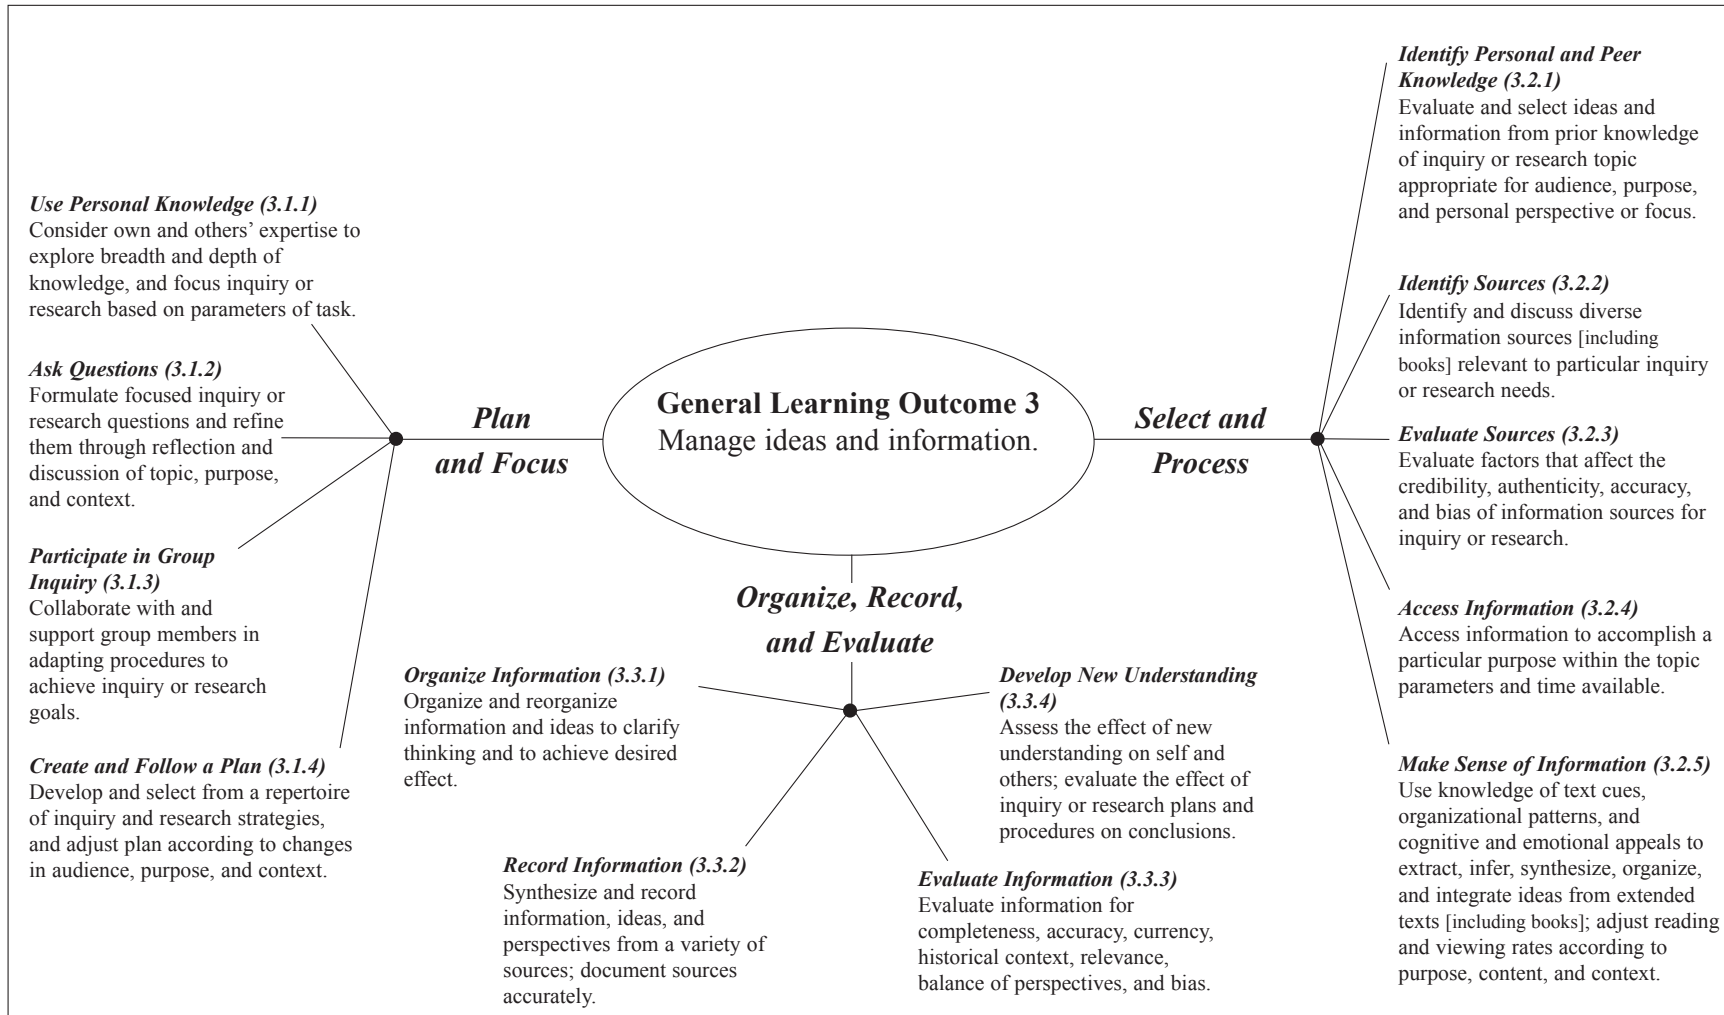 General Learning Outcome 3
Manage ideas and information.
Plan
and Focus
Use Personal Knowledge (3.1.1)
Consider own and others’ expertise to
explore breadth and depth of
knowledge, and focus inquiry or
research based on parameters of task.
Ask Questions (3.1.2)
Formulate focused inquiry or
research questions and refine
them through reflection and
discussion of topic, purpose,
and context.
Participate in Group
Inquiry (3.1.3)
Collaborate with and
support group members in
adapting procedures to
achieve inquiry or research
goals.
Create and Follow a Plan (3.1.4)
Develop and select from a repertoire
of inquiry and research strategies,
and adjust plan according to changes
in audience, purpose, and context.
Select and
Process
Identify Personal and Peer
Knowledge (3.2.1)
Evaluate and select ideas and
information from prior knowledge
of inquiry or research topic
appropriate for audience, purpose,
and personal perspective or focus.
Identify Sources (3.2.2)
Identify and discuss diverse
information sources [including
books] relevant to particular inquiry
or research needs.
Evaluate Sources (3.2.3)
Evaluate factors that affect the
credibility, authenticity, accuracy,
and bias of information sources for
inquiry or research.
Access Information (3.2.4)
Access information to accomplish a
particular purpose within the topic
parameters and time available.
Make Sense of Information (3.2.5)
Use knowledge of text cues,
organizational patterns, and
cognitive and emotional appeals to
extract, infer, synthesize, organize,
and integrate ideas from extended
texts [including books]; adjust reading
and viewing rates according to
purpose, content, and context.
Organize, Record,
and Evaluate
Organize Information (3.3.1)
Organize and reorganize
information and ideas to clarify
thinking and to achieve desired
effect.
Record Information (3.3.2)
Synthesize and record
information, ideas, and
perspectives from a variety of
sources; document sources
accurately.
Evaluate Information (3.3.3)
Evaluate information for
completeness, accuracy, currency,
historical context, relevance,
balance of perspectives, and bias.
Develop New Understanding
(3.3.4)
Assess the effect of new
understanding on self and
others; evaluate the effect of
inquiry or research plans and
procedures on conclusions.